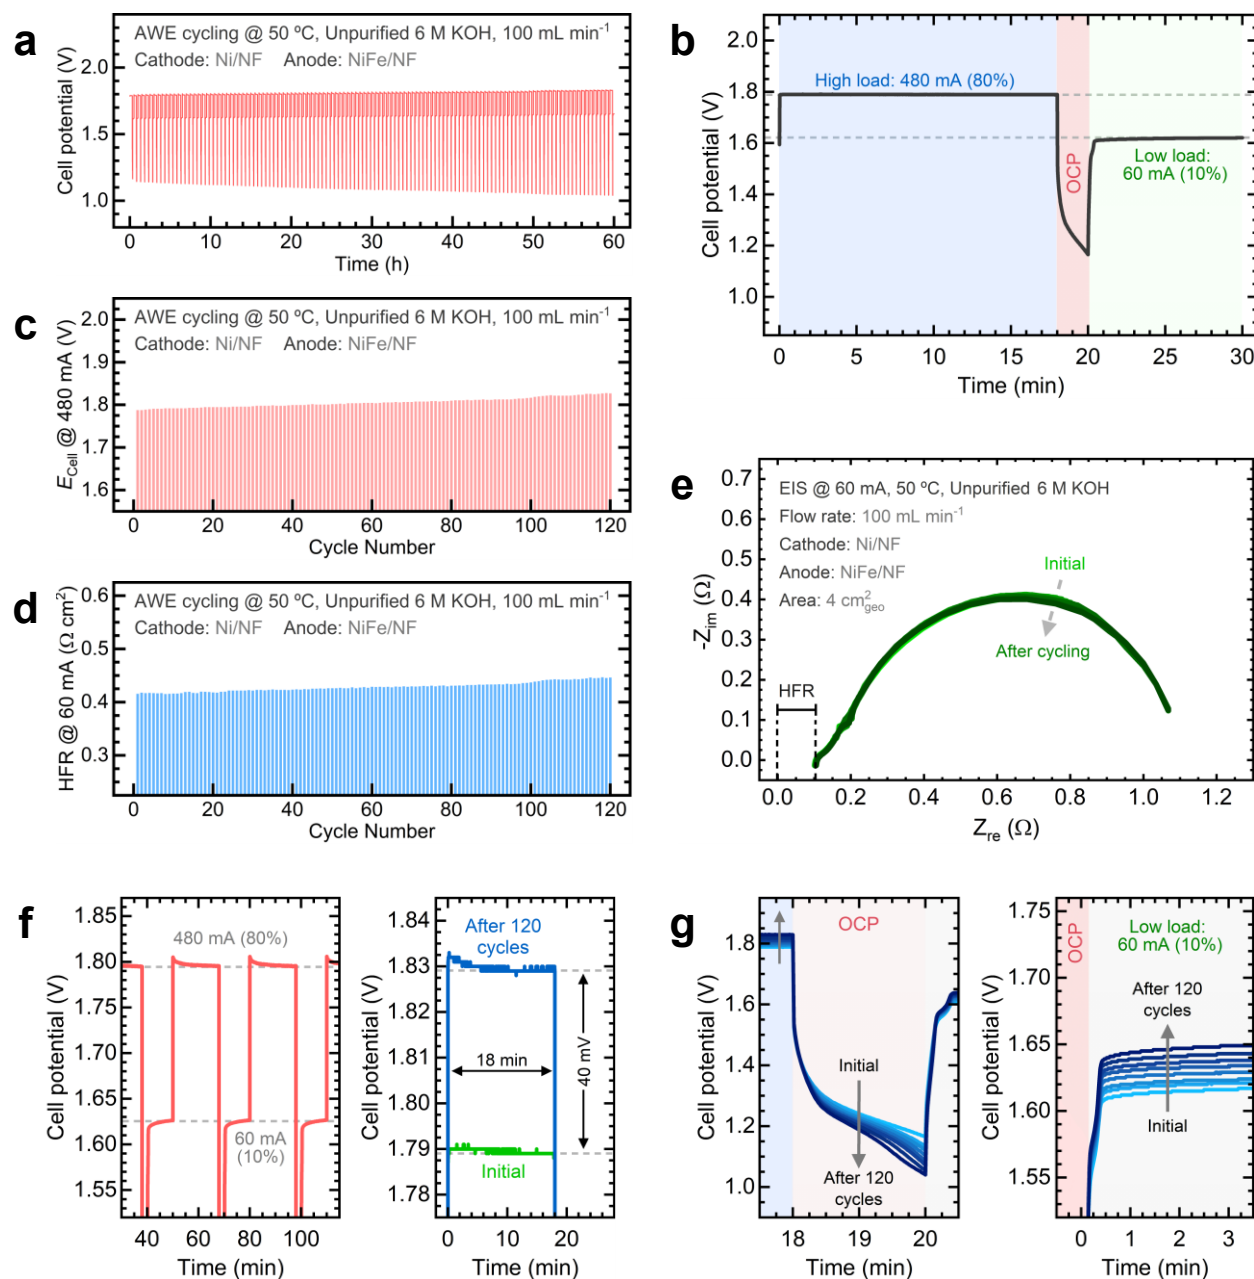 a
AWE cycling @ 50 ºC, Unpurified 6 M KOH, 100 mL min⁻¹
Cathode: Ni/NF Anode: NiFe/NF
Cell potential (V)
2.0
1.5
1.0
0 10 20 30 40 50 60
Time (h)
b
High load: 480 mA (80%)
OCP
Low load:
60 mA (10%)
Cell potential (V)
2.0
1.8
1.6
1.4
1.2
1.0
0 5 10 15 20 25 30
Time (min)
c
AWE cycling @ 50 ºC, Unpurified 6 M KOH, 100 mL min⁻¹
Cathode: Ni/NF Anode: NiFe/NF
E_Cell @ 480 mA (V)
2.0
1.9
1.8
1.7
1.6
0 20 40 60 80 100 120
Cycle Number
d
AWE cycling @ 50 ºC, Unpurified 6 M KOH, 100 mL min⁻¹
Cathode: Ni/NF Anode: NiFe/NF
HFR @ 60 mA (Ω cm²)
0.6
0.5
0.4
0.3
0 20 40 60 80 100 120
Cycle Number
e
EIS @ 60 mA, 50 ºC, Unpurified 6 M KOH
Flow rate: 100 mL min⁻¹
Cathode: Ni/NF
Anode: NiFe/NF
Area: 4 cm²geo
Initial
After cycling
HFR
-Z_im (Ω)
0.7
0.6
0.5
0.4
0.3
0.2
0.1
0.0
0.0 0.2 0.4 0.6 0.8 1.0 1.2
Z_re (Ω)
f
480 mA (80%)
60 mA
(10%)
Cell potential (V)
1.85
1.80
1.75
1.70
1.65
1.60
1.55
40 60 80 100
Time (min)
After 120
cycles
18 min
40 mV
Initial
Cell potential (V)
1.84
1.83
1.82
1.81
1.80
1.79
1.78
0 10 20
Time (min)
g
OCP
Initial
After 120
cycles
Cell potential (V)
1.8
1.6
1.4
1.2
1.0
18 19 20
Time (min)
OCP
Low load:
60 mA (10%)
After 120
cycles
Initial
Cell potential (V)
1.75
1.70
1.65
1.60
1.55
0 1 2 3
Time (min)